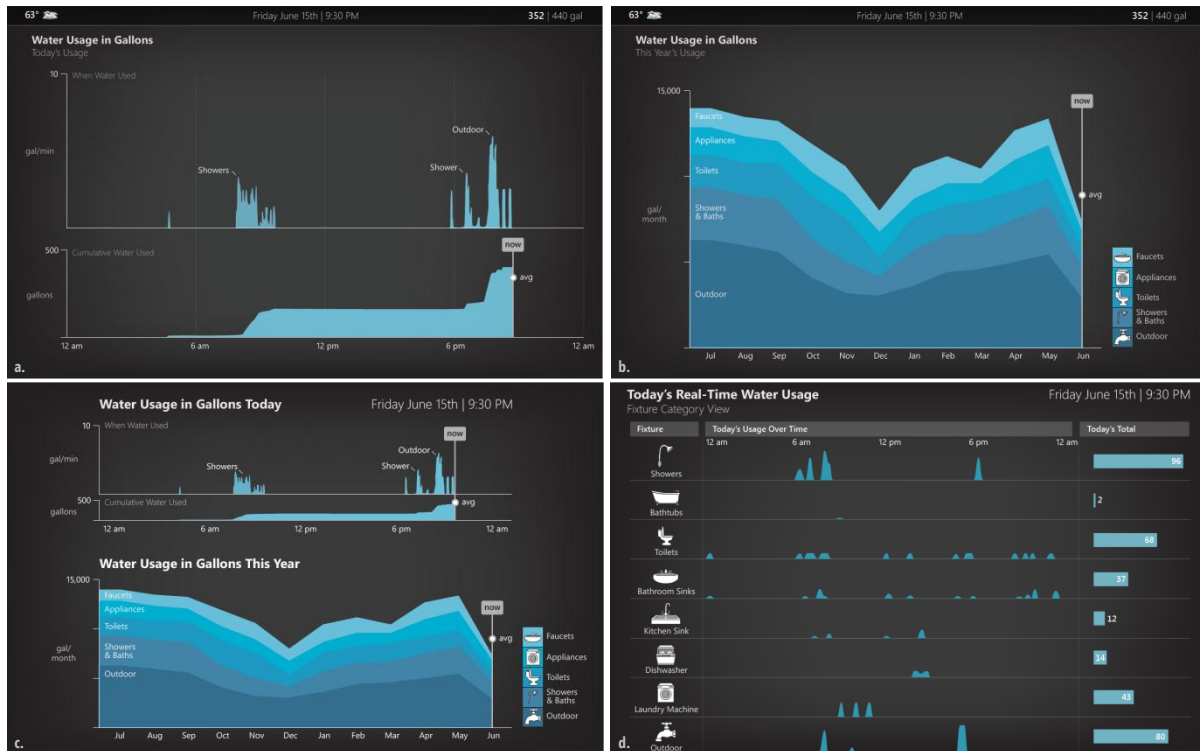 63°
Friday June 15th | 9:30 PM
352 | 440 gal
Water Usage in Gallons
Today's Usage
10
When Water Used
gal/min
Showers
Shower
Outdoor
500
Cumulative Water Used
now
avg
gallons
12 am
6 am
12 pm
6 pm
12 am
a.
63°
Friday June 15th | 9:30 PM
352 | 440 gal
Water Usage in Gallons
This Year's Usage
15,000
now
Faucets
Appliances
Toilets
avg
Showers
& Baths
gal/
month
Outdoor
Faucets
Appliances
Toilets
Showers
& Baths
Outdoor
Jul
Aug
Sep
Oct
Nov
Dec
Jan
Feb
Mar
Apr
May
Jun
b.
Water Usage in Gallons Today
Friday June 15th | 9:30 PM
10
When Water Used
now
Outdoor
gal/min
Showers
Shower
500
Cumulative Water Used
avg
gallons
12 am
6 am
12 pm
6 pm
12 am
Water Usage in Gallons This Year
15,000
Faucets
Appliances
Toilets
Showers
& Baths
Outdoor
gal/
month
now
avg
Faucets
Appliances
Toilets
Showers
& Baths
Outdoor
Jul
Aug
Sep
Oct
Nov
Dec
Jan
Feb
Mar
Apr
May
Jun
c.
Today's Real-Time Water Usage
Friday June 15th | 9:30 PM
Fixture Category View
Fixture
Today's Usage Over Time
Today's Total
12 am
6 am
12 pm
6 pm
12 am
Showers
96
Bathtubs
2
Toilets
68
Bathroom Sinks
37
Kitchen Sink
12
Dishwasher
14
Laundry Machine
43
Outdoor
80
d.